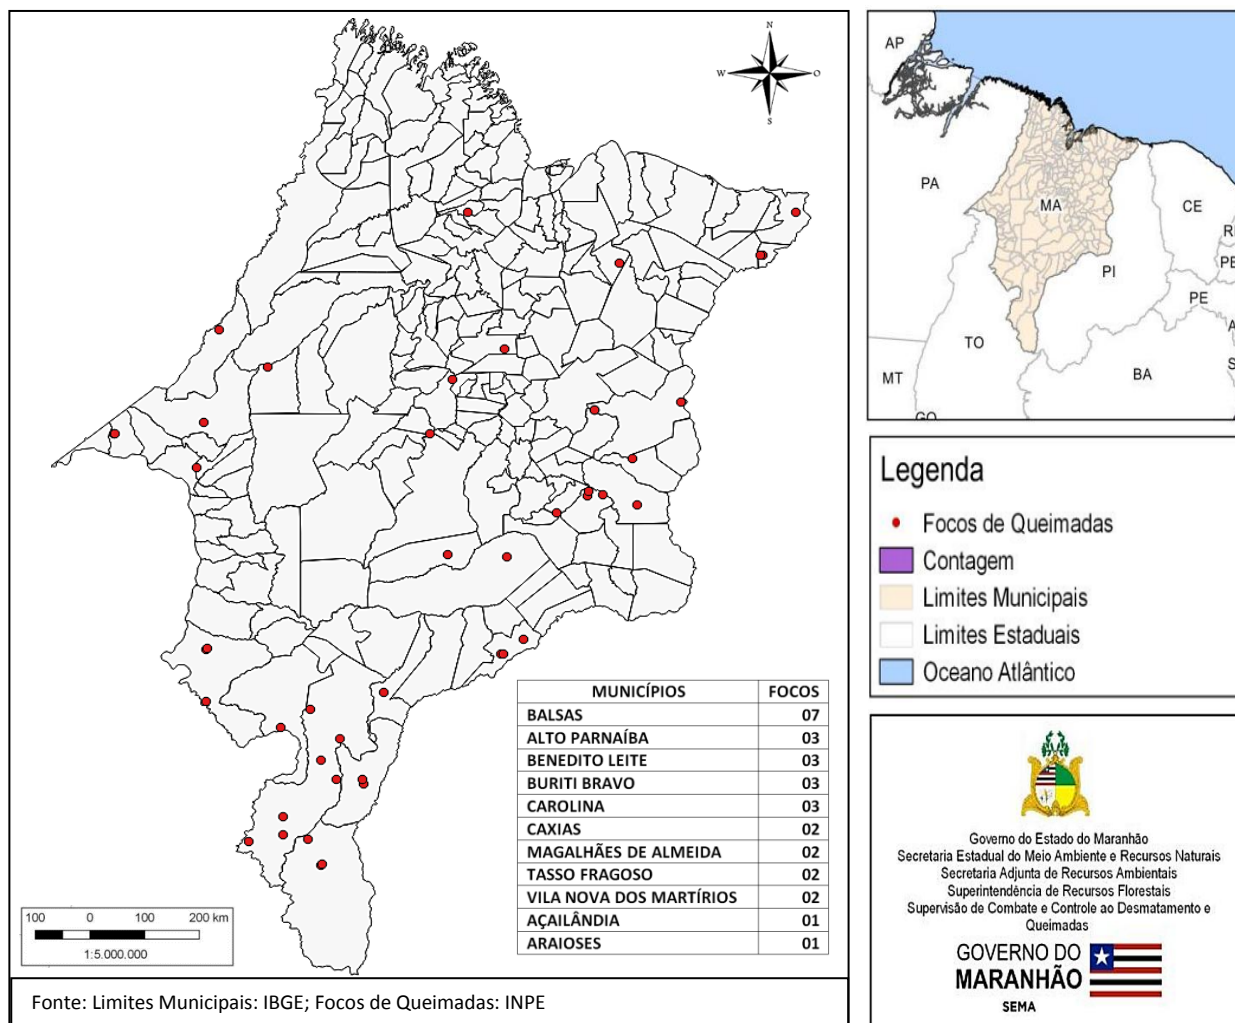 N
W
O
S
MUNICÍPIOS FOCOS
BALSAS 07
ALTO PARNAÍBA 03
BENEDITO LEITE 03
BURITI BRAVO 03
CAROLINA 03
CAXIAS 02
MAGALHÃES DE ALMEIDA 02
TASSO FRAGOSO 02
VILA NOVA DOS MARTÍRIOS 02
AÇAILÂNDIA 01
ARAIOSES 01
100 0 100 200 km
1:5.000.000
Fonte: Limites Municipais: IBGE; Focos de Queimadas: INPE
AP
PA
MA
CE
PI
PE
TO
BA
MT
GO
Legenda
Focos de Queimadas
Contagem
Limites Municipais
Limites Estaduais
Oceano Atlântico
Governo do Estado do Maranhão
Secretaria Estadual do Meio Ambiente e Recursos Naturais
Secretaria Adjunta de Recursos Ambientais
Superintendência de Recursos Florestais
Supervisão de Combate e Controle ao Desmatamento e
Queimadas
GOVERNO DO
MARANHÃO
SEMA